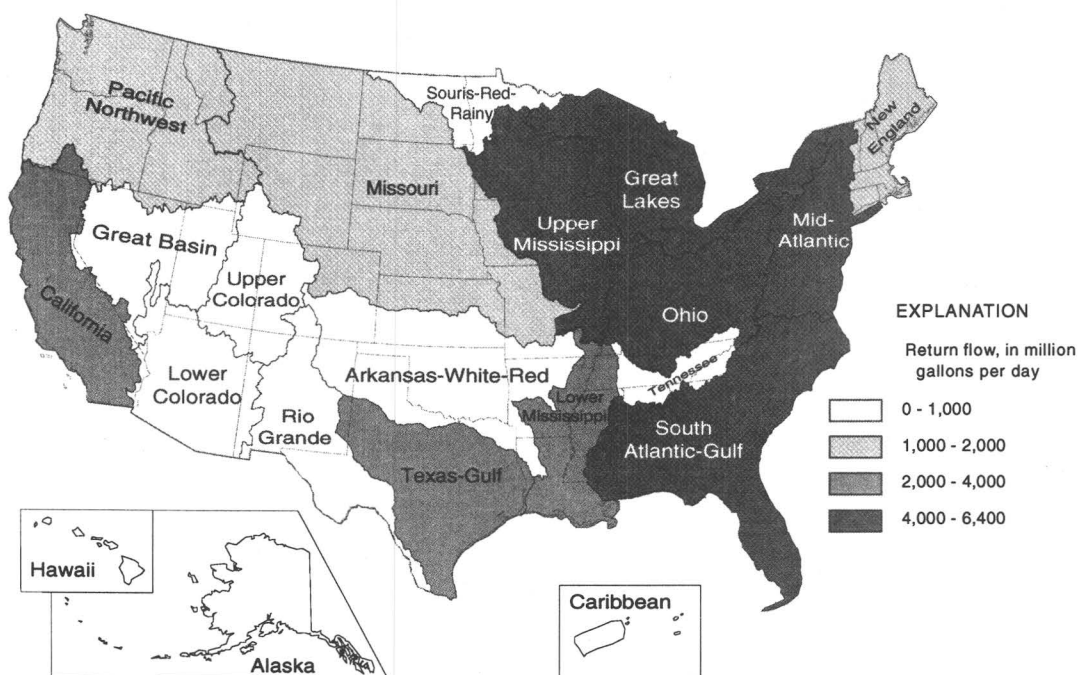 Pacific
Northwest
Souris-Red-
Rainy
New
England
Missouri
Great
Lakes
Upper
Mississippi
Mid-
Atlantic
Great Basin
Upper
Colorado
California
Ohio
Lower
Colorado
Arkansas-White-Red
Tennessee
Rio
Grande
Lower
Mississippi
South
Atlantic-Gulf
Texas-Gulf
EXPLANATION
Return flow, in million
gallons per day
0 - 1,000
1,000 - 2,000
2,000 - 4,000
4,000 - 6,400
Hawaii
Alaska
Caribbean